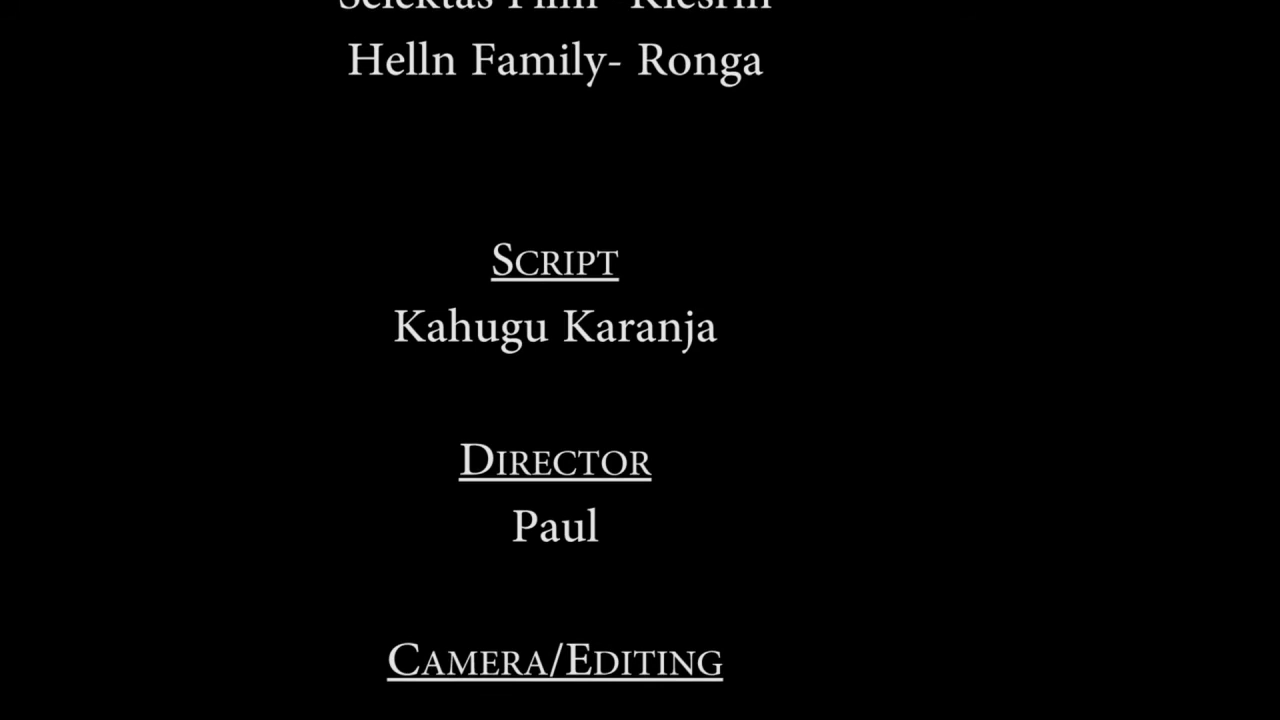 Helln Family- Ronga
Script
Kahugu Karanja
Director
Paul
Camera/Editing